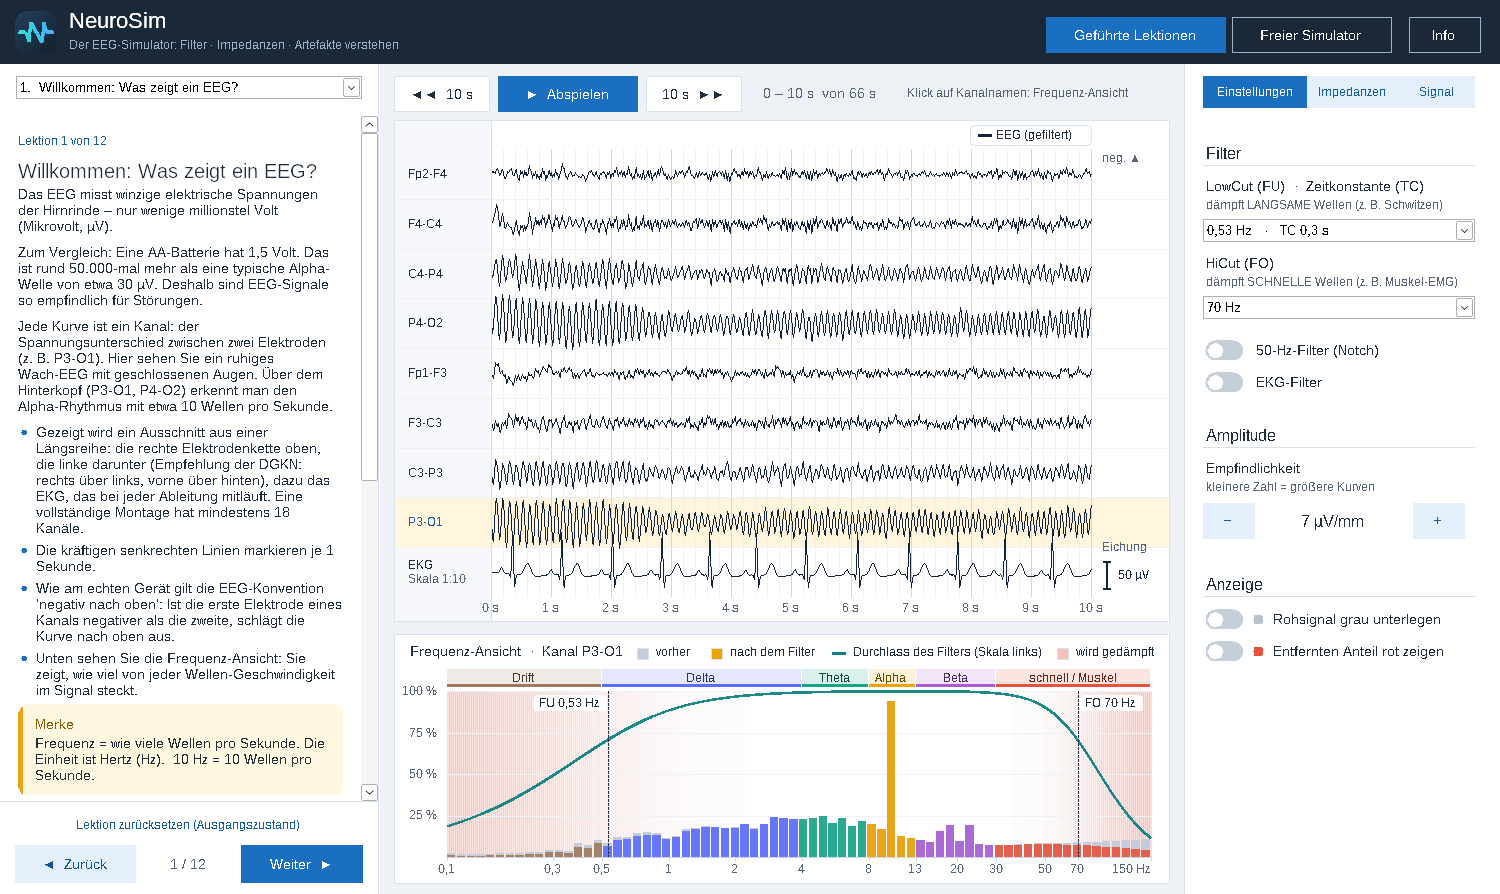 NeuroSim
Der EEG-Simulator: Filter · Impedanzen · Artefakte verstehen
Geführte Lektionen
Freier Simulator
Info
1. Willkommen: Was zeigt ein EEG?
Lektion 1 von 12
Willkommen: Was zeigt ein EEG?
Das EEG misst winzige elektrische Spannungen
der Hirnrinde – nur wenige millionstel Volt
(Mikrovolt, µV).
Zum Vergleich: Eine AA-Batterie hat 1,5 Volt. Das
ist rund 50.000-mal mehr als eine typische Alpha-
Welle von etwa 30 µV. Deshalb sind EEG-Signale
so empfindlich für Störungen.
Jede Kurve ist ein Kanal: der
Spannungsunterschied zwischen zwei Elektroden
(z. B. P3-O1). Hier sehen Sie ein ruhiges
Wach-EEG mit geschlossenen Augen. Über dem
Hinterkopf (P3-O1, P4-O2) erkennt man den
Alpha-Rhythmus mit etwa 10 Wellen pro Sekunde.
• Gezeigt wird ein Ausschnitt aus einer
Längsreihe: die rechte Elektrodenkette oben,
die linke darunter (Empfehlung der DGKN:
rechts über links, vorne über hinten), dazu das
EKG, das bei jeder Ableitung mitläuft. Eine
vollständige Montage hat mindestens 18
Kanäle.
• Die kräftigen senkrechten Linien markieren je 1
Sekunde.
• Wie am echten Gerät gilt die EEG-Konvention
'negativ nach oben': Ist die erste Elektrode eines
Kanals negativer als die zweite, schlägt die
Kurve nach oben aus.
• Unten sehen Sie die Frequenz-Ansicht: Sie
zeigt, wie viel von jeder Wellen-Geschwindigkeit
im Signal steckt.
Merke
Frequenz = wie viele Wellen pro Sekunde. Die
Einheit ist Hertz (Hz). 10 Hz = 10 Wellen pro
Sekunde.
Lektion zurücksetzen (Ausgangszustand)
◄ Zurück
1 / 12
Weiter ►
◄◄ 10 s
► Abspielen
10 s ►►
0 – 10 s von 66 s
Klick auf Kanalnamen: Frequenz-Ansicht
EEG (gefiltert)
neg. ▲
Fp2-F4
F4-C4
C4-P4
P4-O2
Fp1-F3
F3-C3
C3-P3
P3-O1
EKG
Skala 1:10
Eichung
50 µV
0 s 1 s 2 s 3 s 4 s 5 s 6 s 7 s 8 s 9 s 10 s
Frequenz-Ansicht · Kanal P3-O1
vorher
nach dem Filter
Durchlass des Filters (Skala links)
wird gedämpft
Drift Delta Theta Alpha Beta schnell / Muskel
100 %
75 %
50 %
25 %
FU 0,53 Hz
FO 70 Hz
0,1 0,3 0,5 1 2 4 8 13 20 30 50 70 150 Hz
Einstellungen
Impedanzen
Signal
Filter
LowCut (FU) · Zeitkonstante (TC)
dämpft LANGSAME Wellen (z. B. Schwitzen)
0,53 Hz · TC 0,3 s
HiCut (FO)
dämpft SCHNELLE Wellen (z. B. Muskel-EMG)
70 Hz
50-Hz-Filter (Notch)
EKG-Filter
Amplitude
Empfindlichkeit
kleinere Zahl = größere Kurven
−
7 µV/mm
+
Anzeige
Rohsignal grau unterlegen
Entfernten Anteil rot zeigen